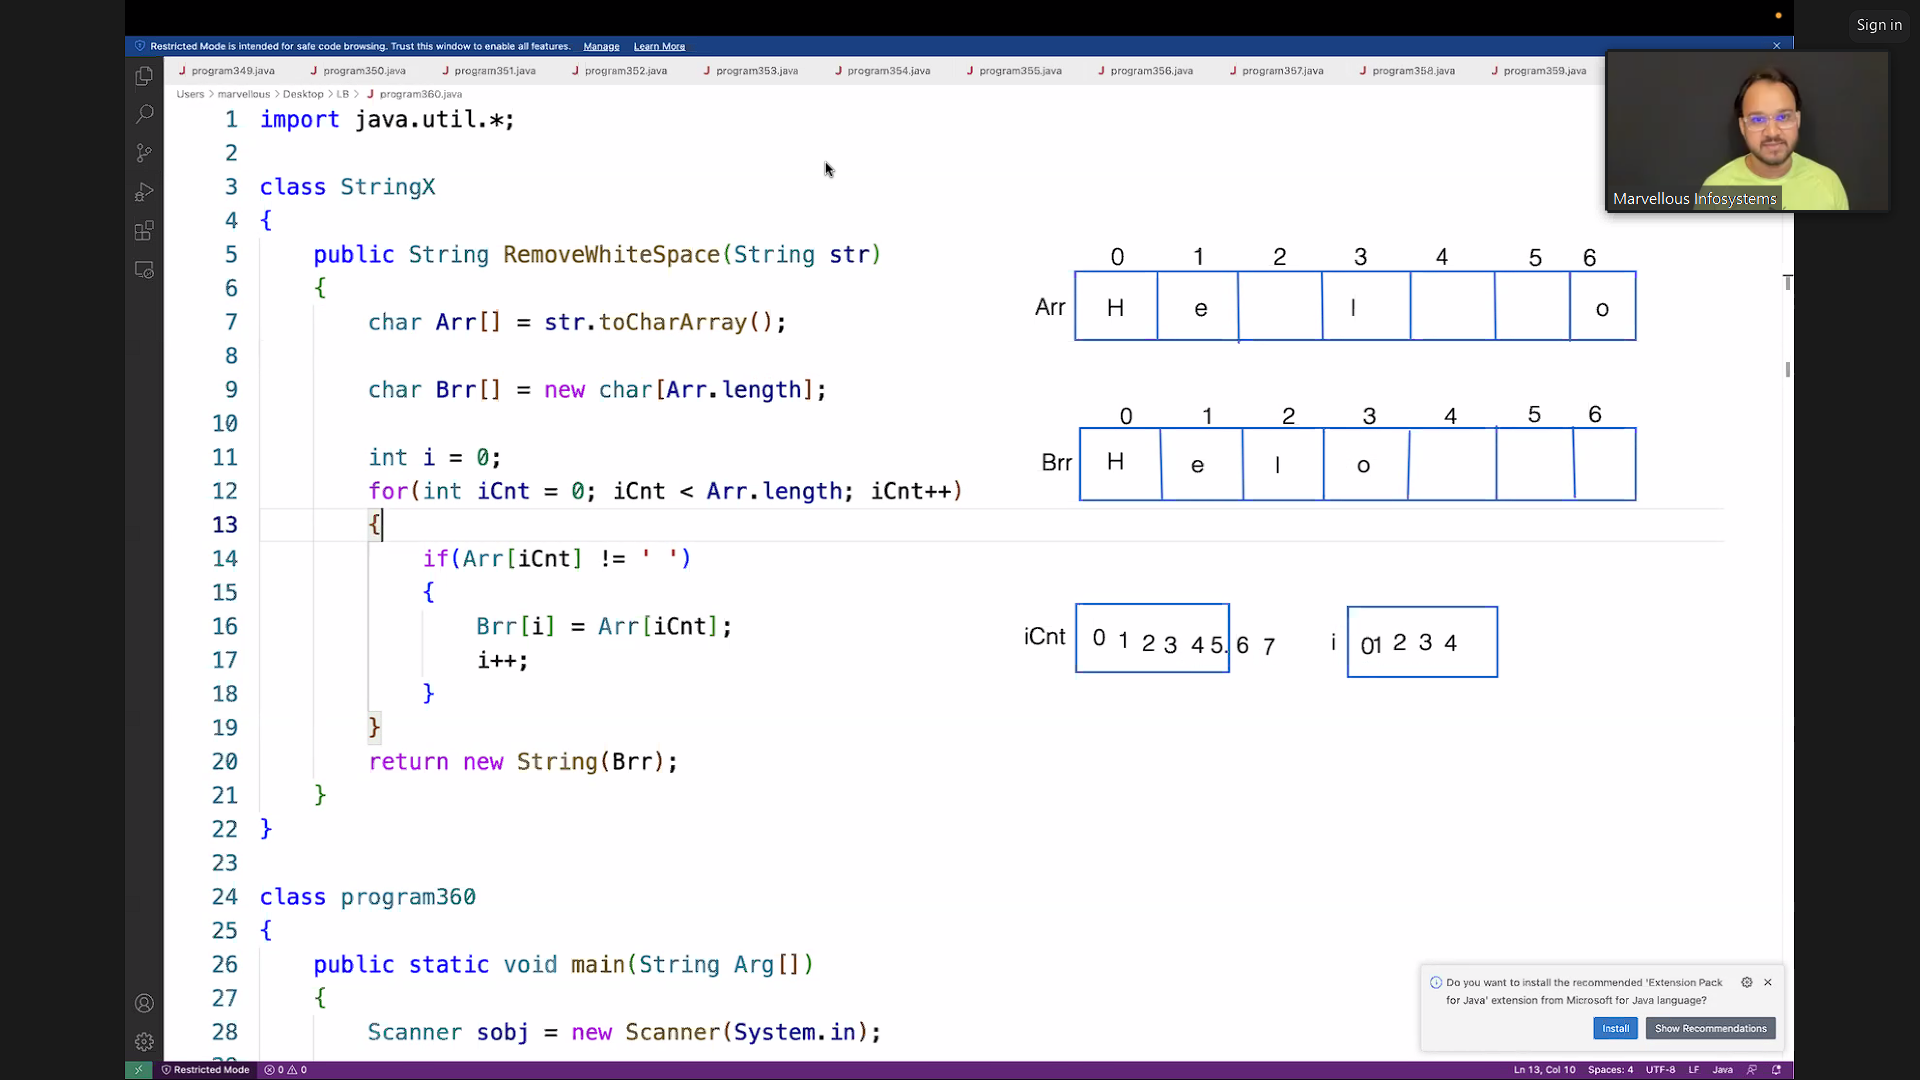 Sign in
Restricted Mode is intended for safe code browsing. Trust this window to enable all features. Manage Learn More
program349.java program350.java program351.java program352.java program353.java program354.java program355.java program356.java program357.java program358.java program359.java
Users > marvellous > Desktop > LB > J program360.java
Marvellous Infosystems
1 import java.util.*;
2
3 class StringX
4 {
5 public String RemoveWhiteSpace(String str)
6 {
7 char Arr[] = str.toCharArray();
8
9 char Brr[] = new char[Arr.length];
10
11 int i = 0;
12 for(int iCnt = 0; iCnt < Arr.length; iCnt++)
13 {
14 if(Arr[iCnt] != ' ')
15 {
16 Brr[i] = Arr[iCnt];
17 i++;
18 }
19 }
20 return new String(Brr);
21 }
22 }
23
24 class program360
25 {
26 public static void main(String Arg[])
27 {
28 Scanner sobj = new Scanner(System.in);
0 1 2 3 4 5 6
Arr H e l o
0 1 2 3 4 5 6
Brr H e l o
iCnt 0 1 2 3 4 5. 6 7
i 0 1 2 3 4
Do you want to install the recommended 'Extension Pack
for Java' extension from Microsoft for Java language?
Install Show Recommendations
Restricted Mode 0 0
Ln 13, Col 10 Spaces: 4 UTF-8 LF Java